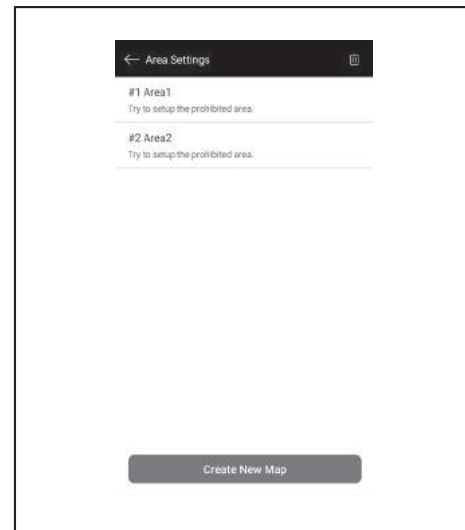 Area Settings
#1 Area1
Try to setup the prohibited area.
#2 Area2
Try to setup the prohibited area.
Create New Map